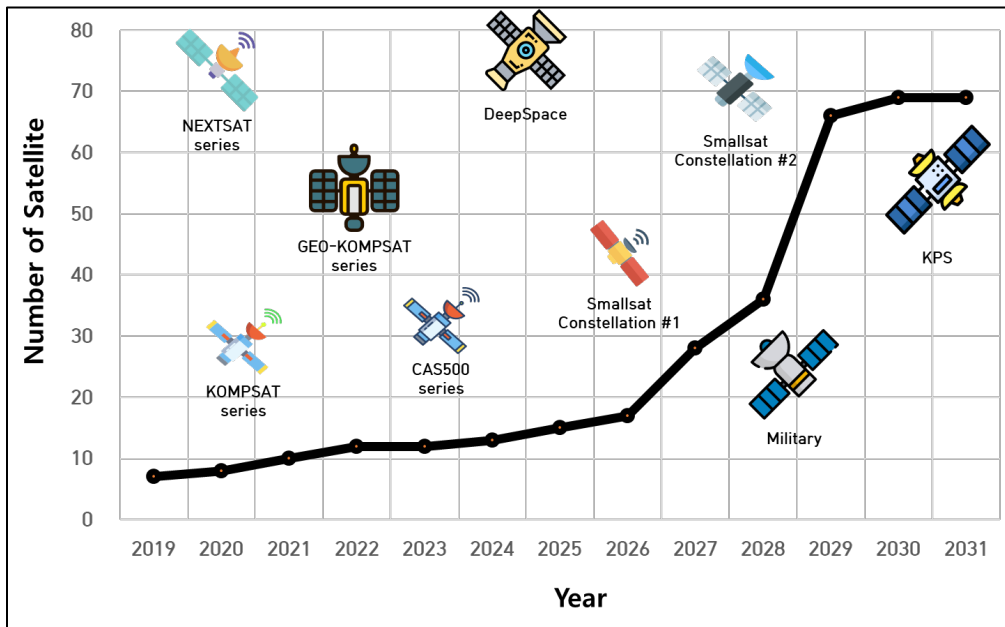 Number of Satellite
80
70
60
50
40
30
20
10
0
NEXTSAT
series
GEO-KOMPSAT
series
KOMPSAT
series
CAS500
series
DeepSpace
Smallsat
Constellation #1
Smallsat
Constellation #2
Military
KPS
2019 2020 2021 2022 2023 2024 2025 2026 2027 2028 2029 2030 2031
Year